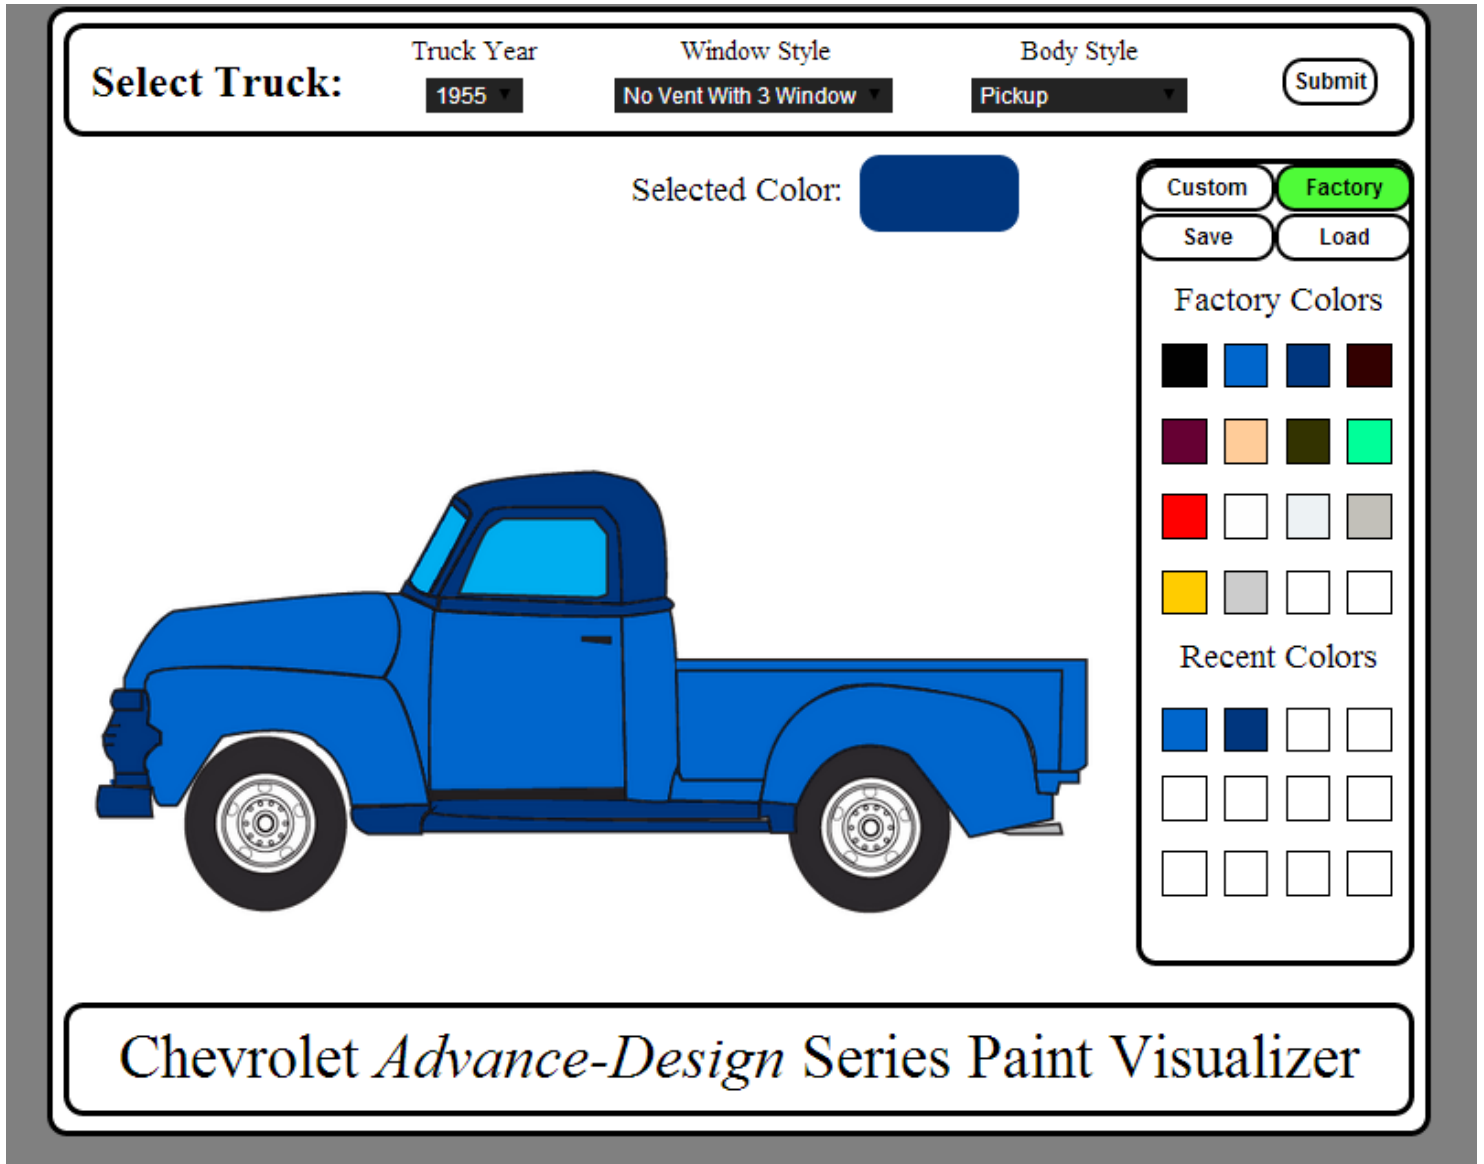 Select Truck:
Truck Year
1955
Window Style
No Vent With 3 Window
Body Style
Pickup
Submit
Selected Color:
Custom
Factory
Save
Load
Factory Colors
Recent Colors
Chevrolet Advance-Design Series Paint Visualizer